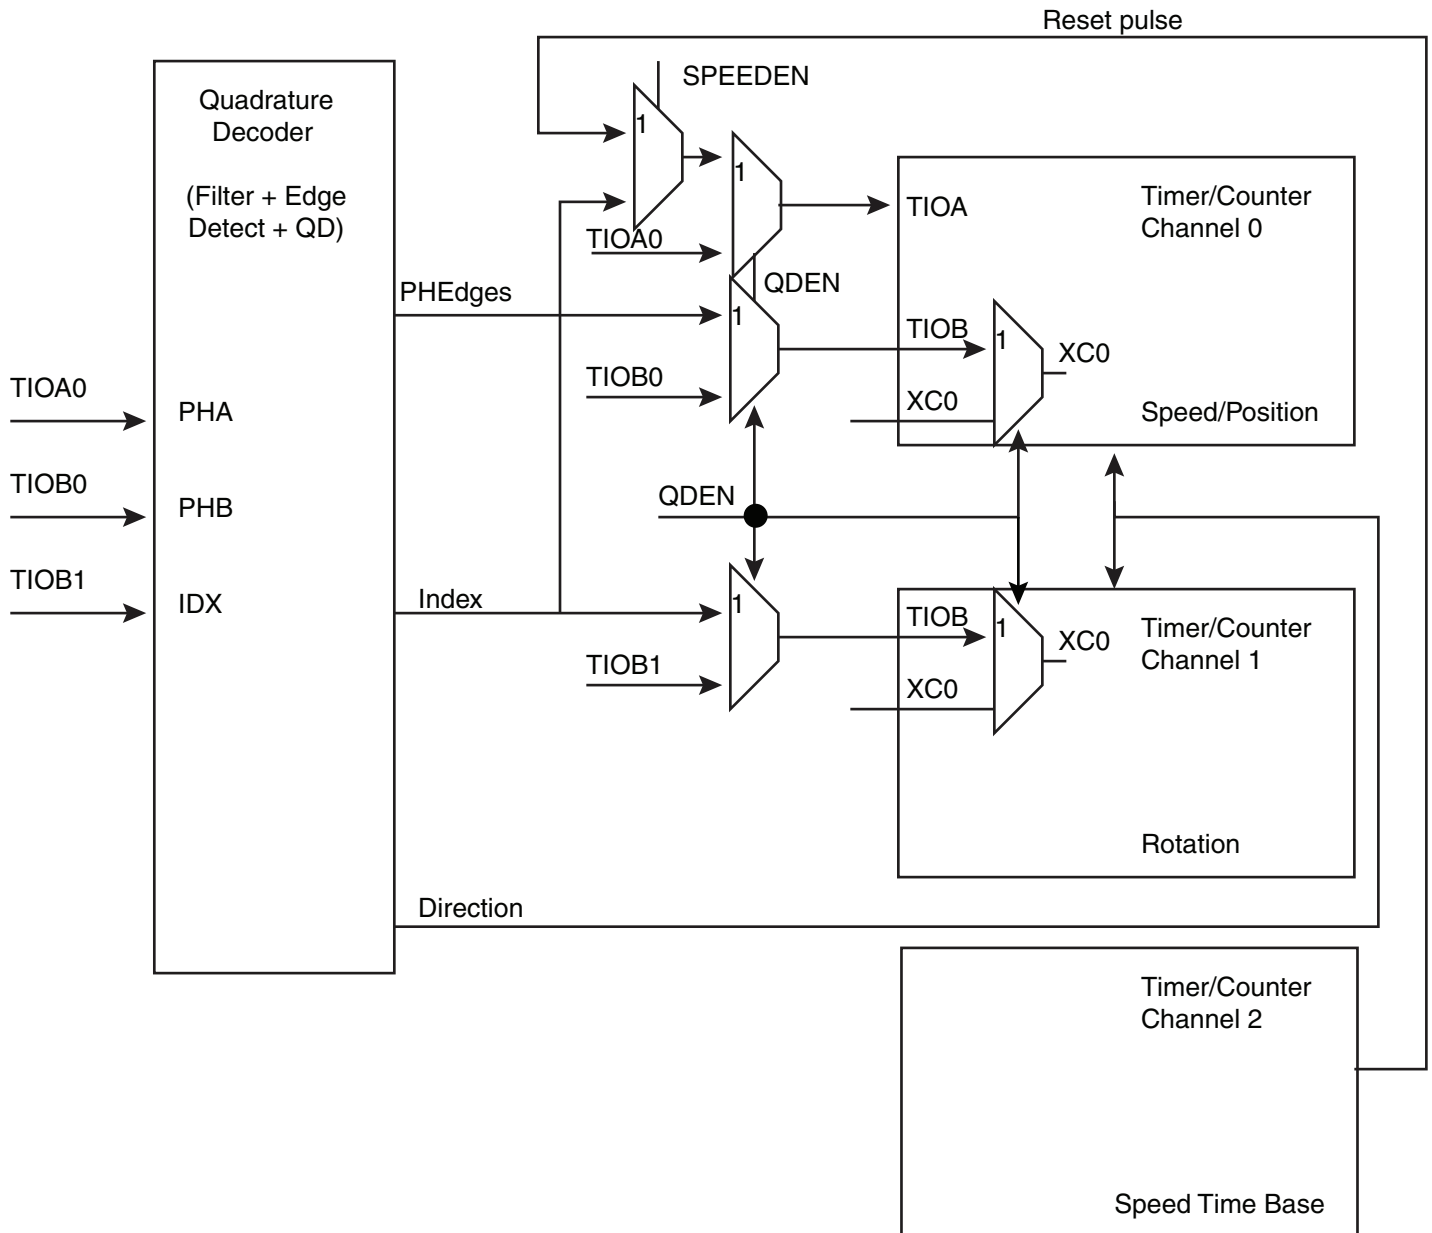 Reset pulse
SPEEDEN
Quadrature
Decoder
(Filter + Edge
Detect + QD)
1
1
TIOA
Timer/Counter
Channel 0
TIOA0
QDEN
PHEdges
1
TIOB
1
XC0
TIOB0
XC0
Speed/Position
TIOA0
PHA
TIOB0
PHB
QDEN
TIOB1
IDX
Index
1
TIOB
1
XC0
Timer/Counter
Channel 1
TIOB1
XC0
Rotation
Direction
Timer/Counter
Channel 2
Speed Time Base